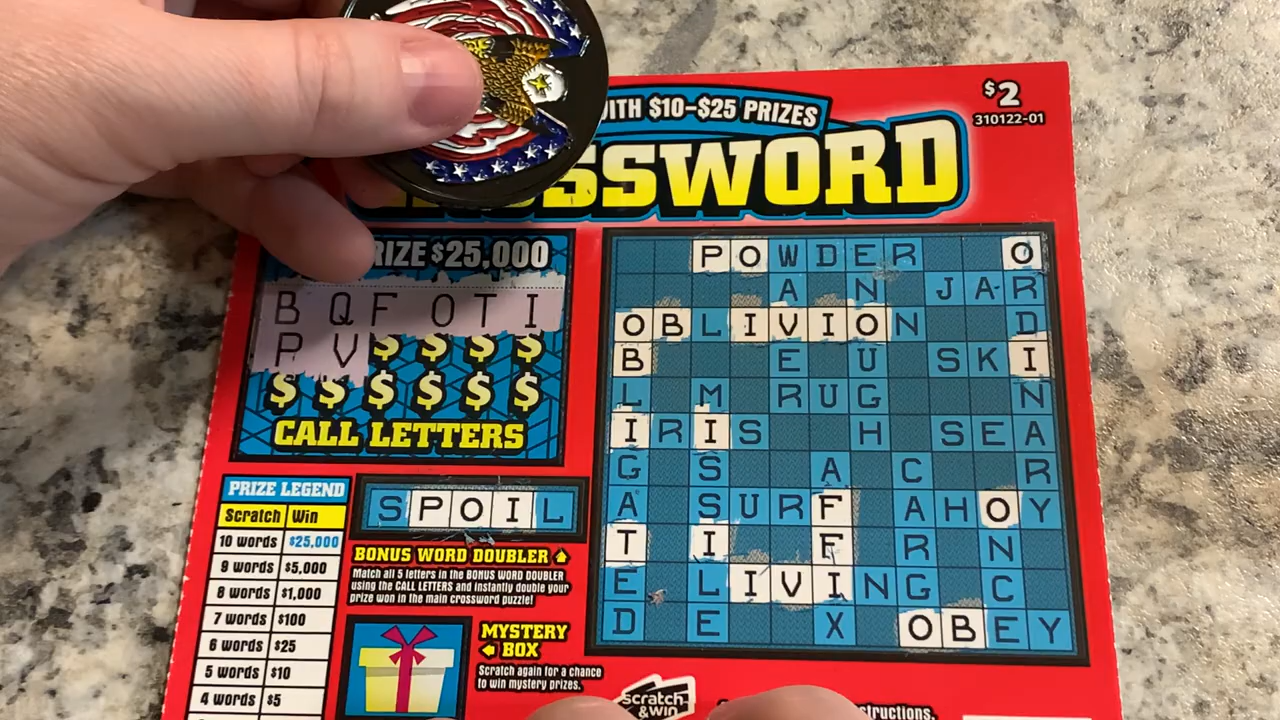 $2
310122-01
WITH $10-$25 PRIZES
CROSSWORD
PRIZE $25,000
B Q F O T I
P V $ $ $ $
$ $ $ $ $ $
CALL LETTERS
POWDER O
A N JAR
OBLIVION D
B E U SKI
L M RUG N
IRIS H SEA
G S A C R
A SURF AHOY
T I F R N
E LIVING C
D E X OBEY
PRIZE LEGEND
Scratch Win
10 words $25,000
9 words $5,000
8 words $1,000
7 words $100
6 words $25
5 words $10
4 words $5
SPOIL
BONUS WORD DOUBLER
Match all 5 letters in the BONUS WORD DOUBLER
using the CALL LETTERS and instantly double your
prize won in the main crossword puzzle!
MYSTERY
BOX
Scratch again for a chance
to win mystery prizes.
scratch
&WIN